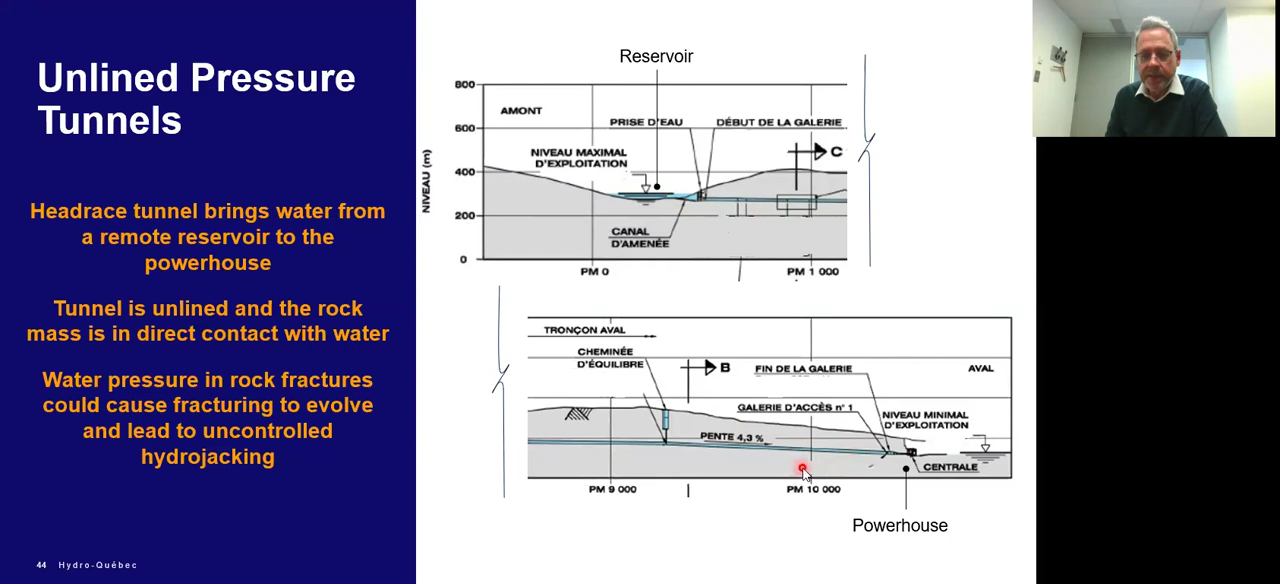 Unlined Pressure
Tunnels
Headrace tunnel brings water from
a remote reservoir to the
powerhouse
Tunnel is unlined and the rock
mass is in direct contact with water
Water pressure in rock fractures
could cause fracturing to evolve
and lead to uncontrolled
hydrojacking
44 Hydro-Québec
Reservoir
800
600
400
200
0
NIVEAU (m)
AMONT
PRISE D'EAU
DÉBUT DE LA GALERIE
NIVEAU MAXIMAL
D'EXPLOITATION
C
CANAL
D'AMENÉE
PM 0
PM 1 000
TRONÇON AVAL
CHEMINÉE
D'ÉQUILIBRE
B
FIN DE LA GALERIE
AVAL
GALERIE D'ACCÈS n° 1
NIVEAU MINIMAL
D'EXPLOITATION
PENTE 4,3 %
CENTRALE
PM 9 000
PM 10 000
Powerhouse